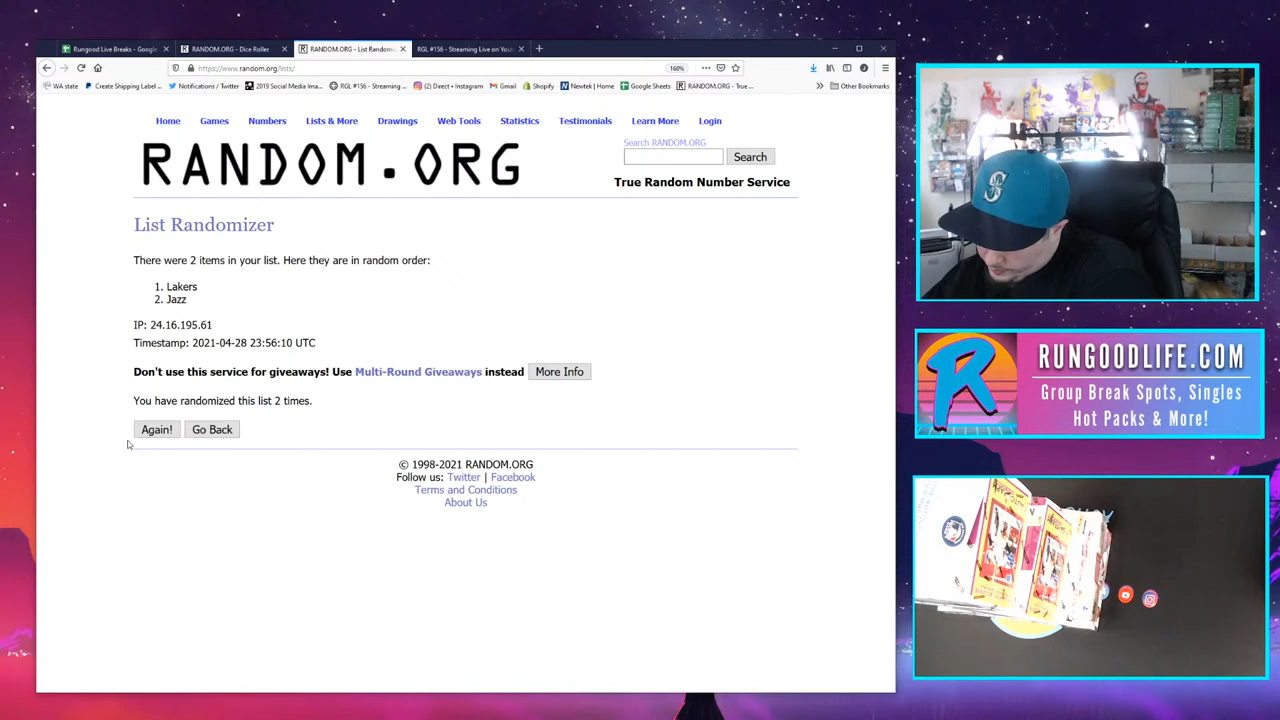 Rungood Live Breaks - Google
RANDOM.ORG - Dice Roller
RANDOM.ORG - List Randomi
RGL #156 - Streaming Live on You
https://www.random.org/lists/
160%
WA state
Create Shipping Label ...
Notifications / Twitter
2019 Social Media Ima...
RGL #156 - Streaming ...
(2) Direct • Instagram
Gmail
Shopify
Newtek | Home
Google Sheets
RANDOM.ORG - True ...
Other Bookmarks
Home
Games
Numbers
Lists & More
Drawings
Web Tools
Statistics
Testimonials
Learn More
Login
RANDOM.ORG
Search RANDOM.ORG
Search
True Random Number Service
List Randomizer
There were 2 items in your list. Here they are in random order:
1. Lakers
2. Jazz
IP: 24.16.195.61
Timestamp: 2021-04-28 23:56:10 UTC
Don't use this service for giveaways! Use Multi-Round Giveaways instead
More Info
You have randomized this list 2 times.
Again!
Go Back
© 1998-2021 RANDOM.ORG
Follow us: Twitter | Facebook
Terms and Conditions
About Us
S
R
RUNGOODLIFE.COM
Group Break Spots, Singles
Hot Packs & More!